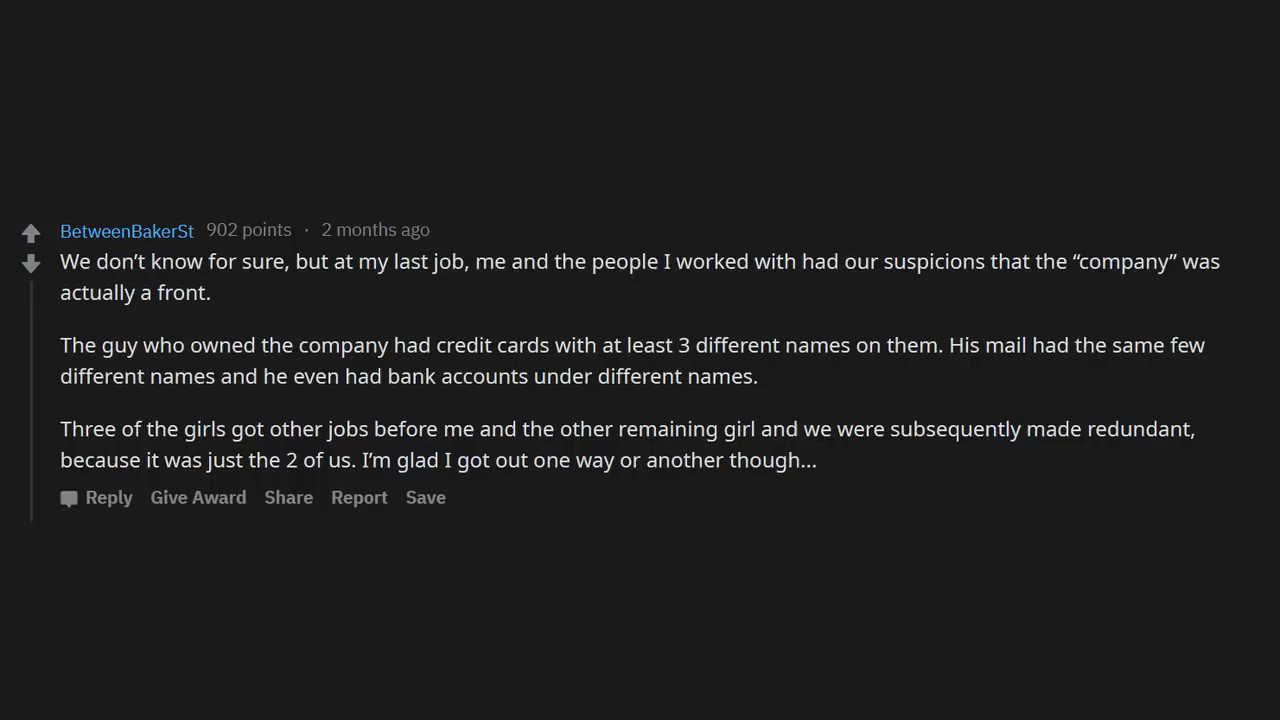 BetweenBakerSt 902 points · 2 months ago
We don’t know for sure, but at my last job, me and the people I worked with had our suspicions that the “company” was
actually a front.
The guy who owned the company had credit cards with at least 3 different names on them. His mail had the same few
different names and he even had bank accounts under different names.
Three of the girls got other jobs before me and the other remaining girl and we were subsequently made redundant,
because it was just the 2 of us. I’m glad I got out one way or another though...
Reply Give Award Share Report Save